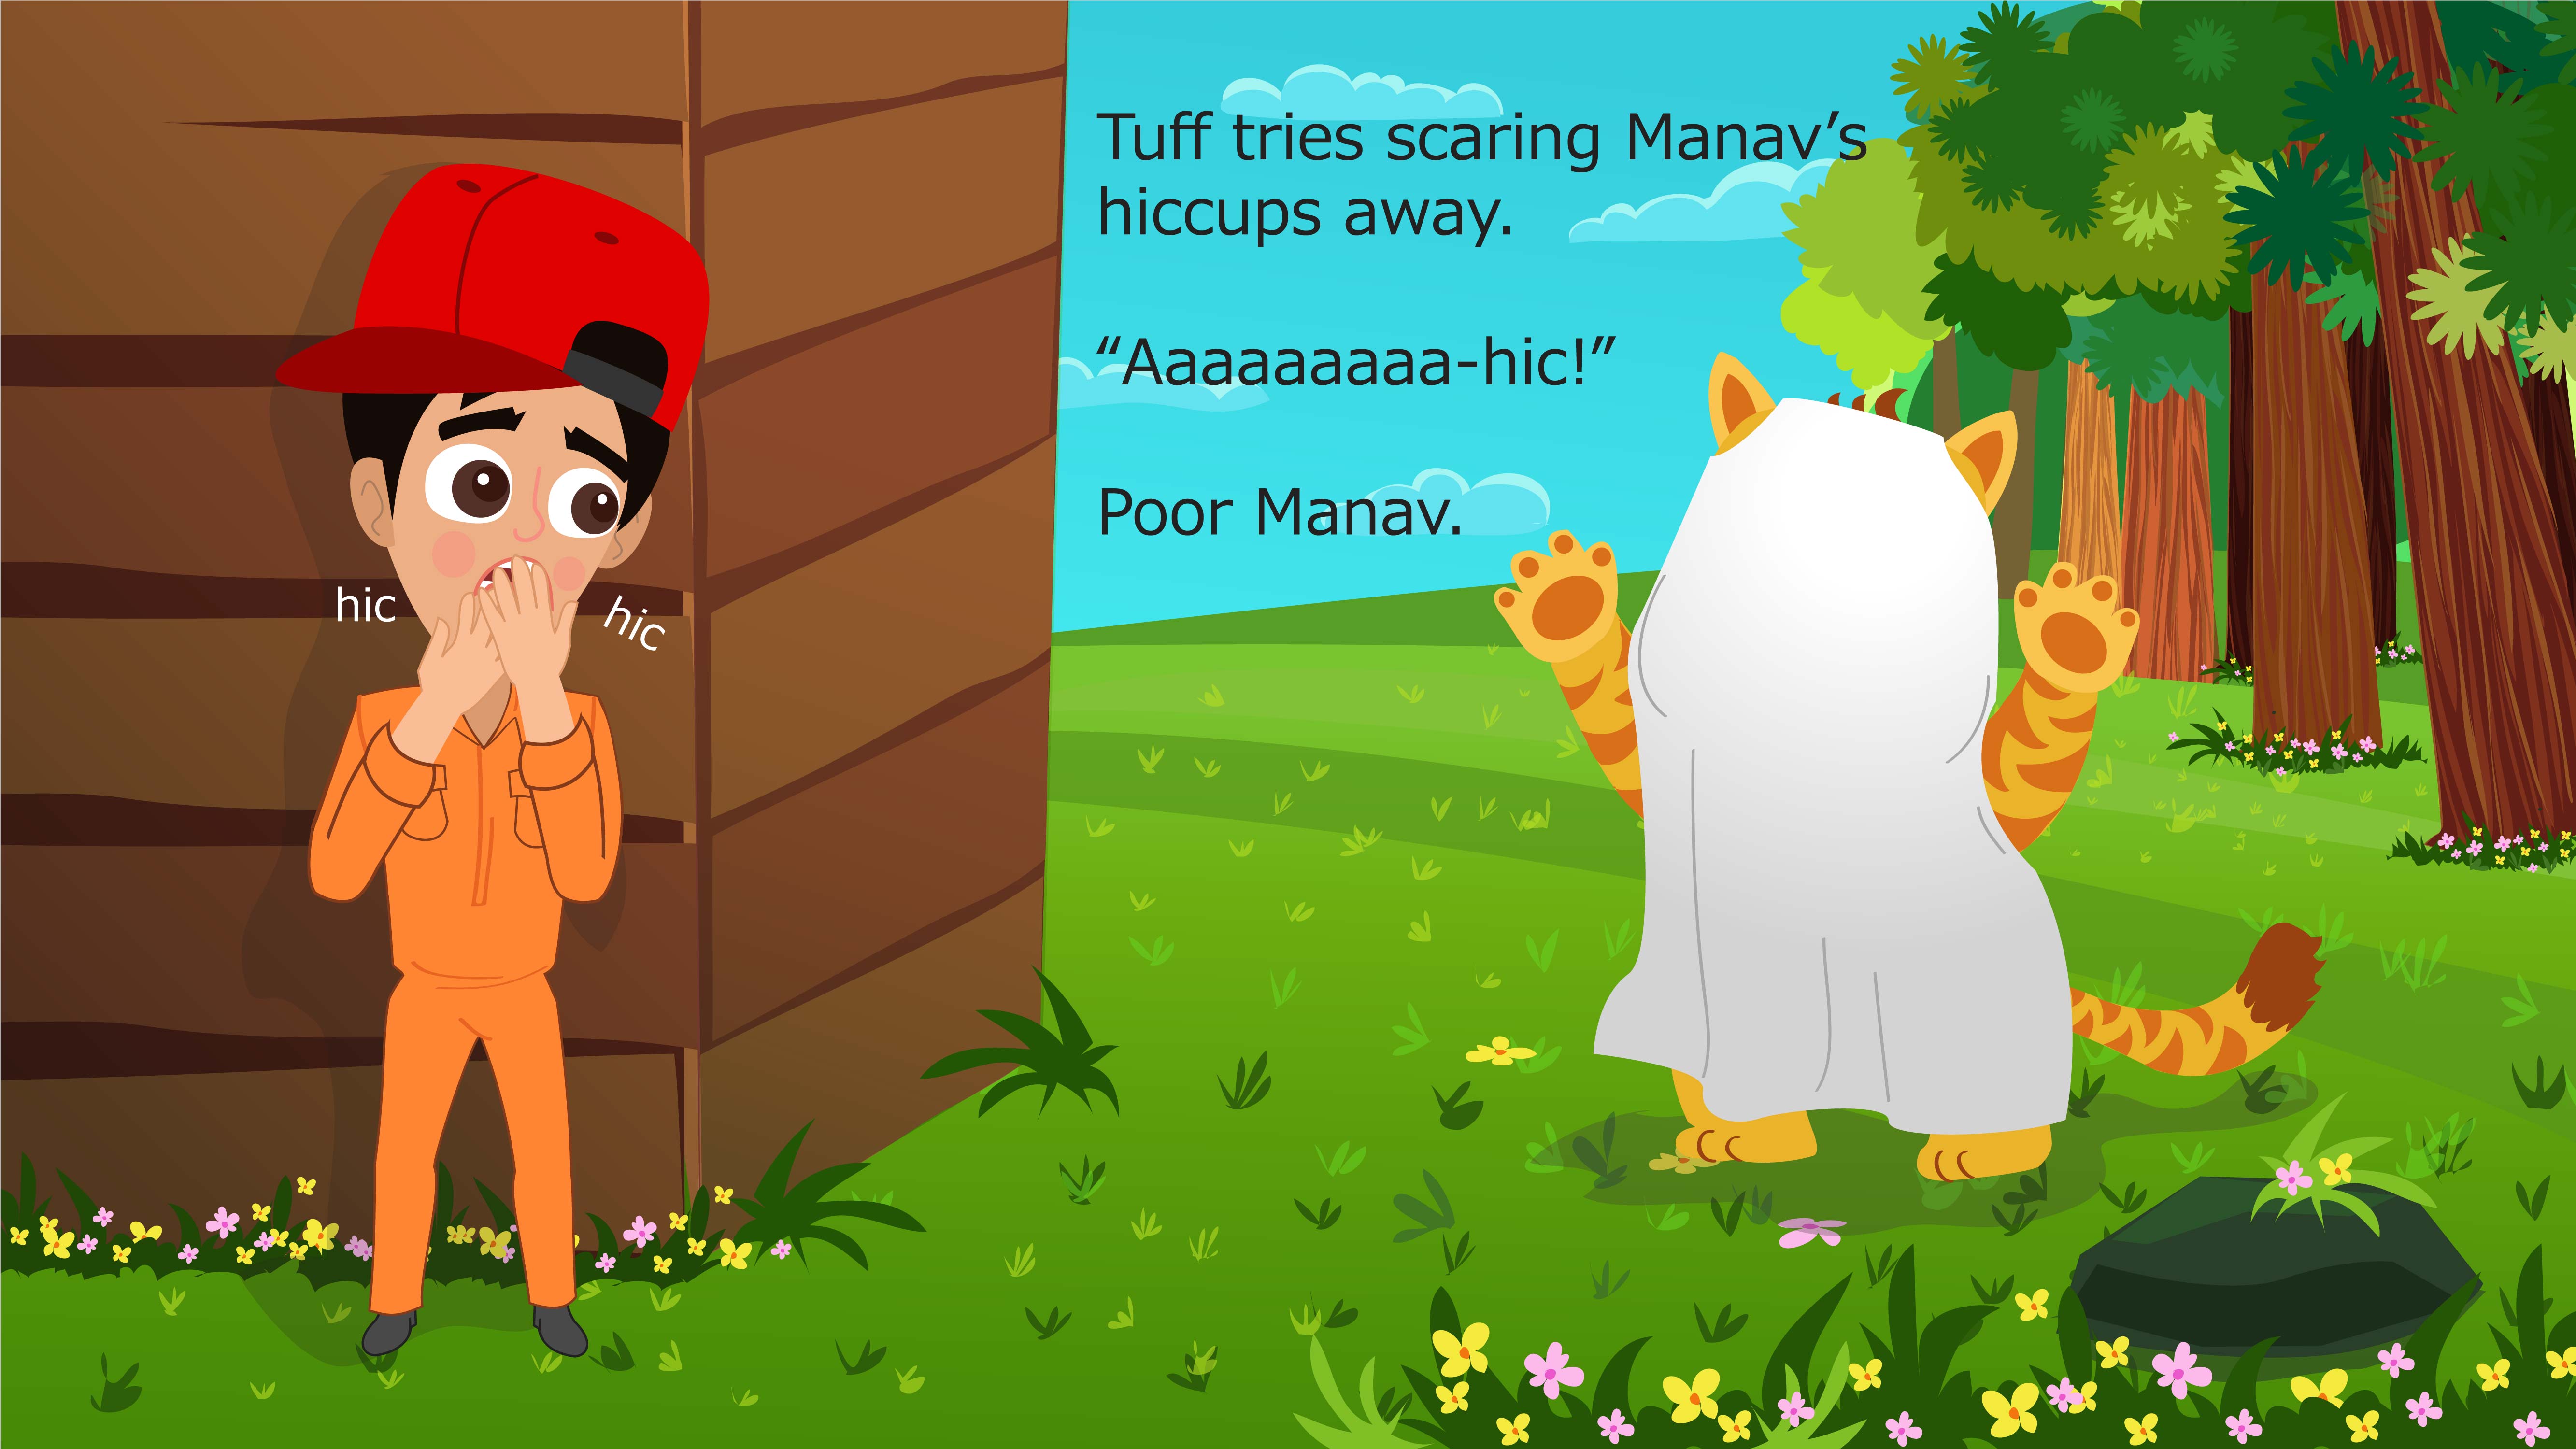 Tuff tries scaring Manav’s
hiccups away.
“Aaaaaaaaa-hic!”
Poor Manav.
hic
hic